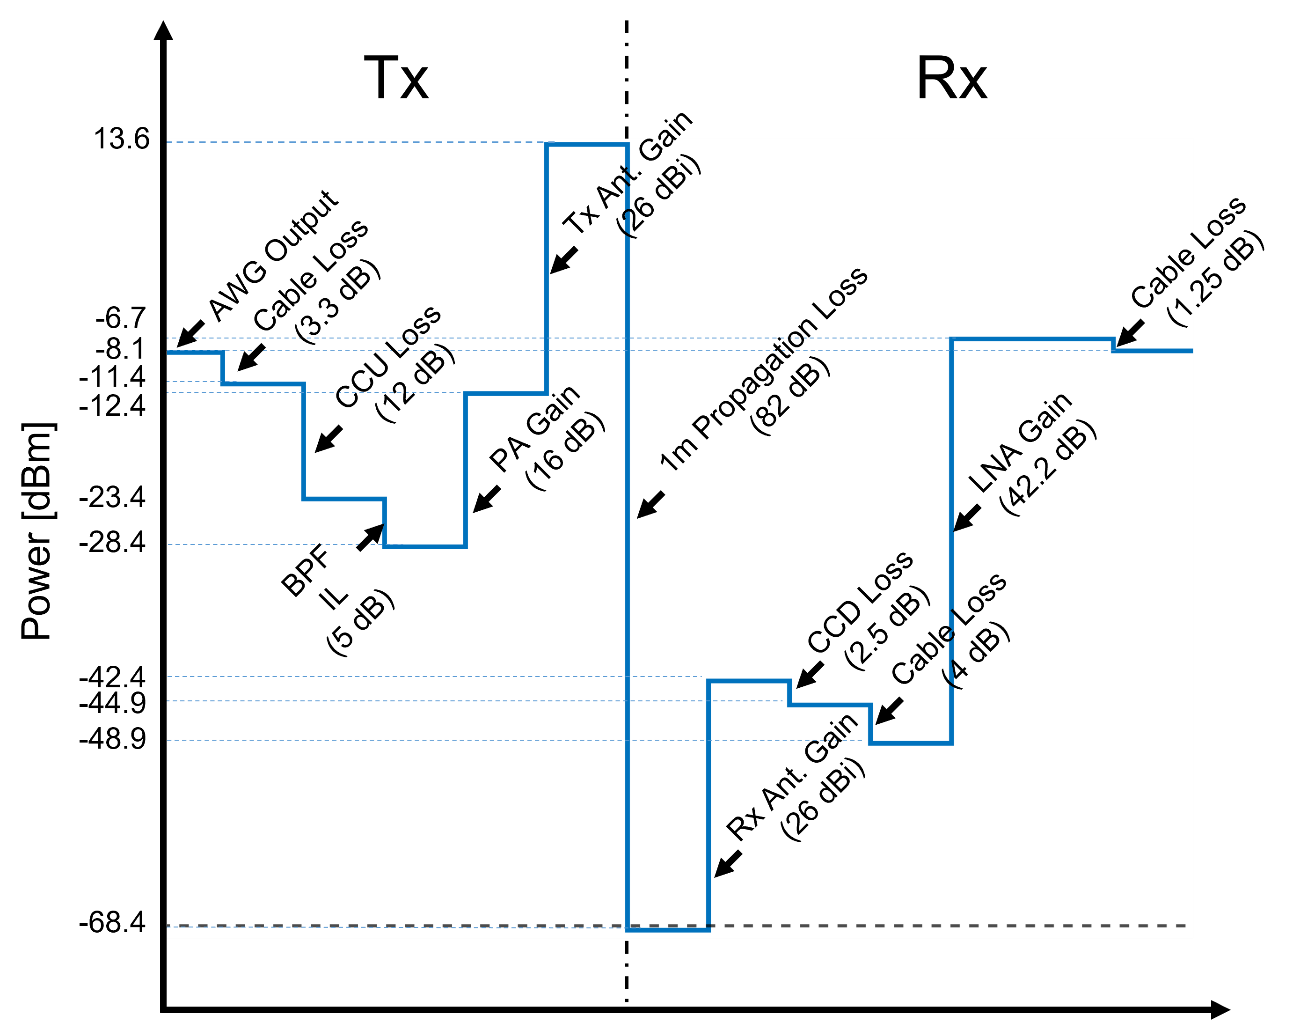 Tx
Rx
Power [dBm]
13.6
-6.7
-8.1
-11.4
-12.4
-23.4
-28.4
-42.4
-44.9
-48.9
-68.4
AWG Output
Cable Loss
(3.3 dB)
CCU Loss
(12 dB)
BPF
IL
(5 dB)
PA Gain
(16 dB)
Tx Ant. Gain
(26 dBi)
1m Propagation Loss
(82 dB)
Rx Ant. Gain
(26 dBi)
CCD Loss
(2.5 dB)
Cable Loss
(4 dB)
LNA Gain
(42.2 dB)
Cable Loss
(1.25 dB)